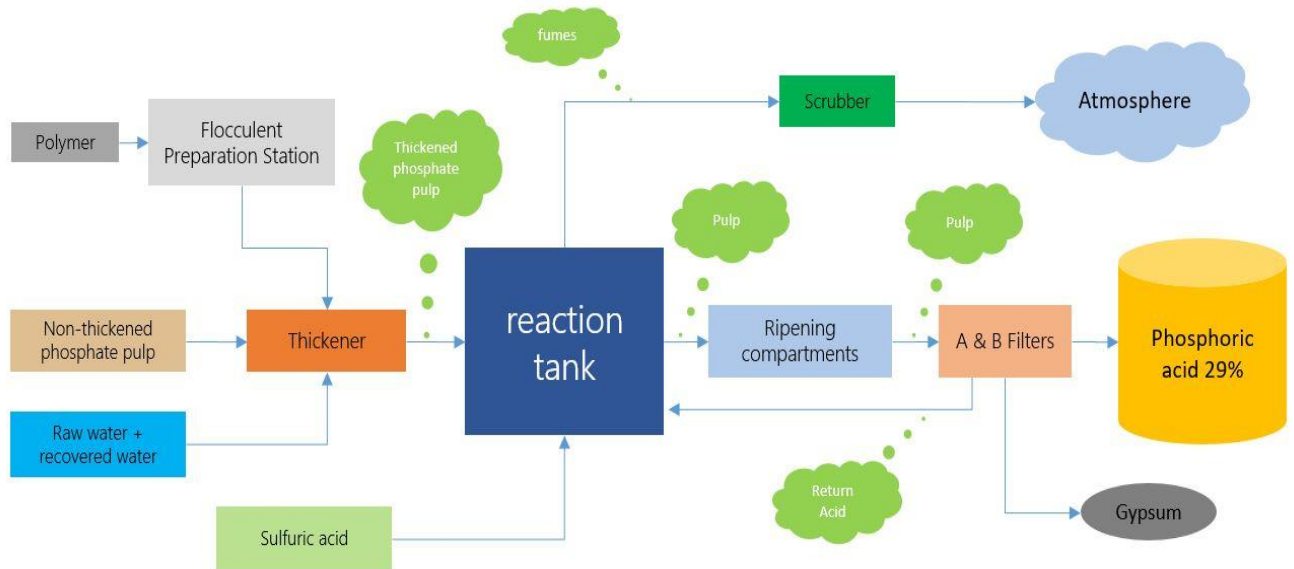 fumes
Scrubber
Atmosphere
Polymer
Flocculent
Preparation Station
Thickened
phosphate
pulp
Pulp
Pulp
Non-thickened
phosphate pulp
Thickener
reaction
tank
Ripening
compartments
A & B Filters
Phosphoric
acid 29%
Raw water +
recovered water
Return
Acid
Gypsum
Sulfuric acid